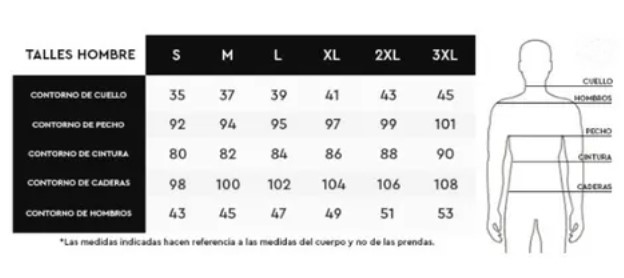 TALLES HOMBRE S M L XL 2XL 3XL
CONTORNO DE CUELLO 35 37 39 41 43 45
CONTORNO DE PECHO 92 94 95 97 99 101
CONTORNO DE CINTURA 80 82 84 86 88 90
CONTORNO DE CADERAS 98 100 102 104 106 108
CONTORNO DE HOMBROS 43 45 47 49 51 53
*Las medidas indicadas hacen referencia a las medidas del cuerpo y no de las prendas.
CUELLO
HOMBROS
PECHO
CINTURA
CADERAS